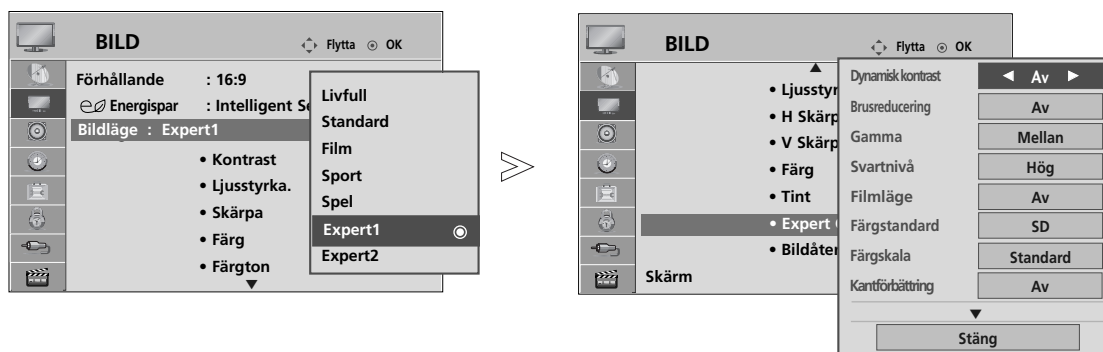 BILD
Flytta OK
Förhållande : 16:9
Energispar : Intelligent Se
Bildläge : Expert1
• Kontrast
• Ljusstyrka.
• Skärpa
• Färg
• Färgton
Livfull
Standard
Film
Sport
Spel
Expert1
Expert2
BILD
Flytta OK
• Ljusstyr
• H Skärp
• V Skärp
• Färg
• Tint
• Expert
• Bildåter
Skärm
Dynamisk kontrast Av
Brusreducering Av
Gamma Mellan
Svartnivå Hög
Filmläge Av
Färgstandard SD
Färgskala Standard
Kantförbättring Av
Stäng